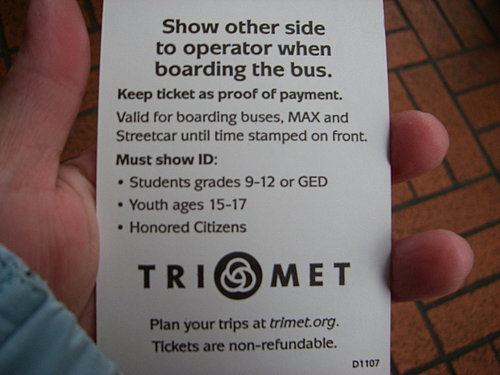 Show other side
to operator when
boarding the bus.
Keep ticket as proof of payment.
Valid for boarding buses, MAX and
Streetcar until time stamped on front.
Must show ID:
• Students grades 9-12 or GED
• Youth ages 15-17
• Honored Citizens
TRI MET
Plan your trips at trimet.org.
Tickets are non-refundable.
D1107